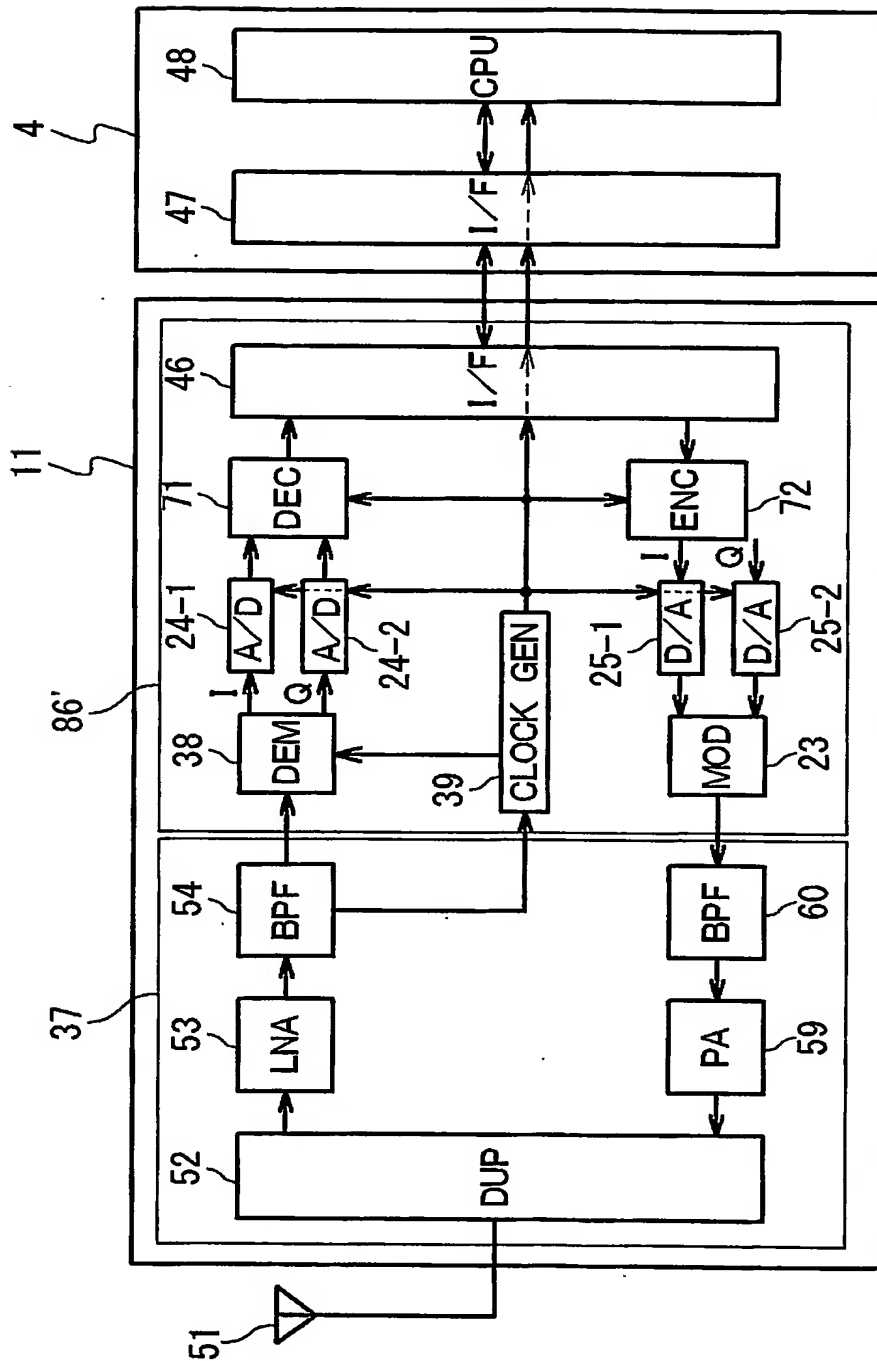 4
48
CPU
47
I/F
11
46
I/F
71
DEC
ENC
72
24-1
A/D
A/D
24-2
I
Q
I
Q
D/A
D/A
25-1
25-2
86'
38
DEM
39
CLOCK GEN
MOD
23
37
54
BPF
BPF
60
53
LNA
PA
59
52
DUP
51